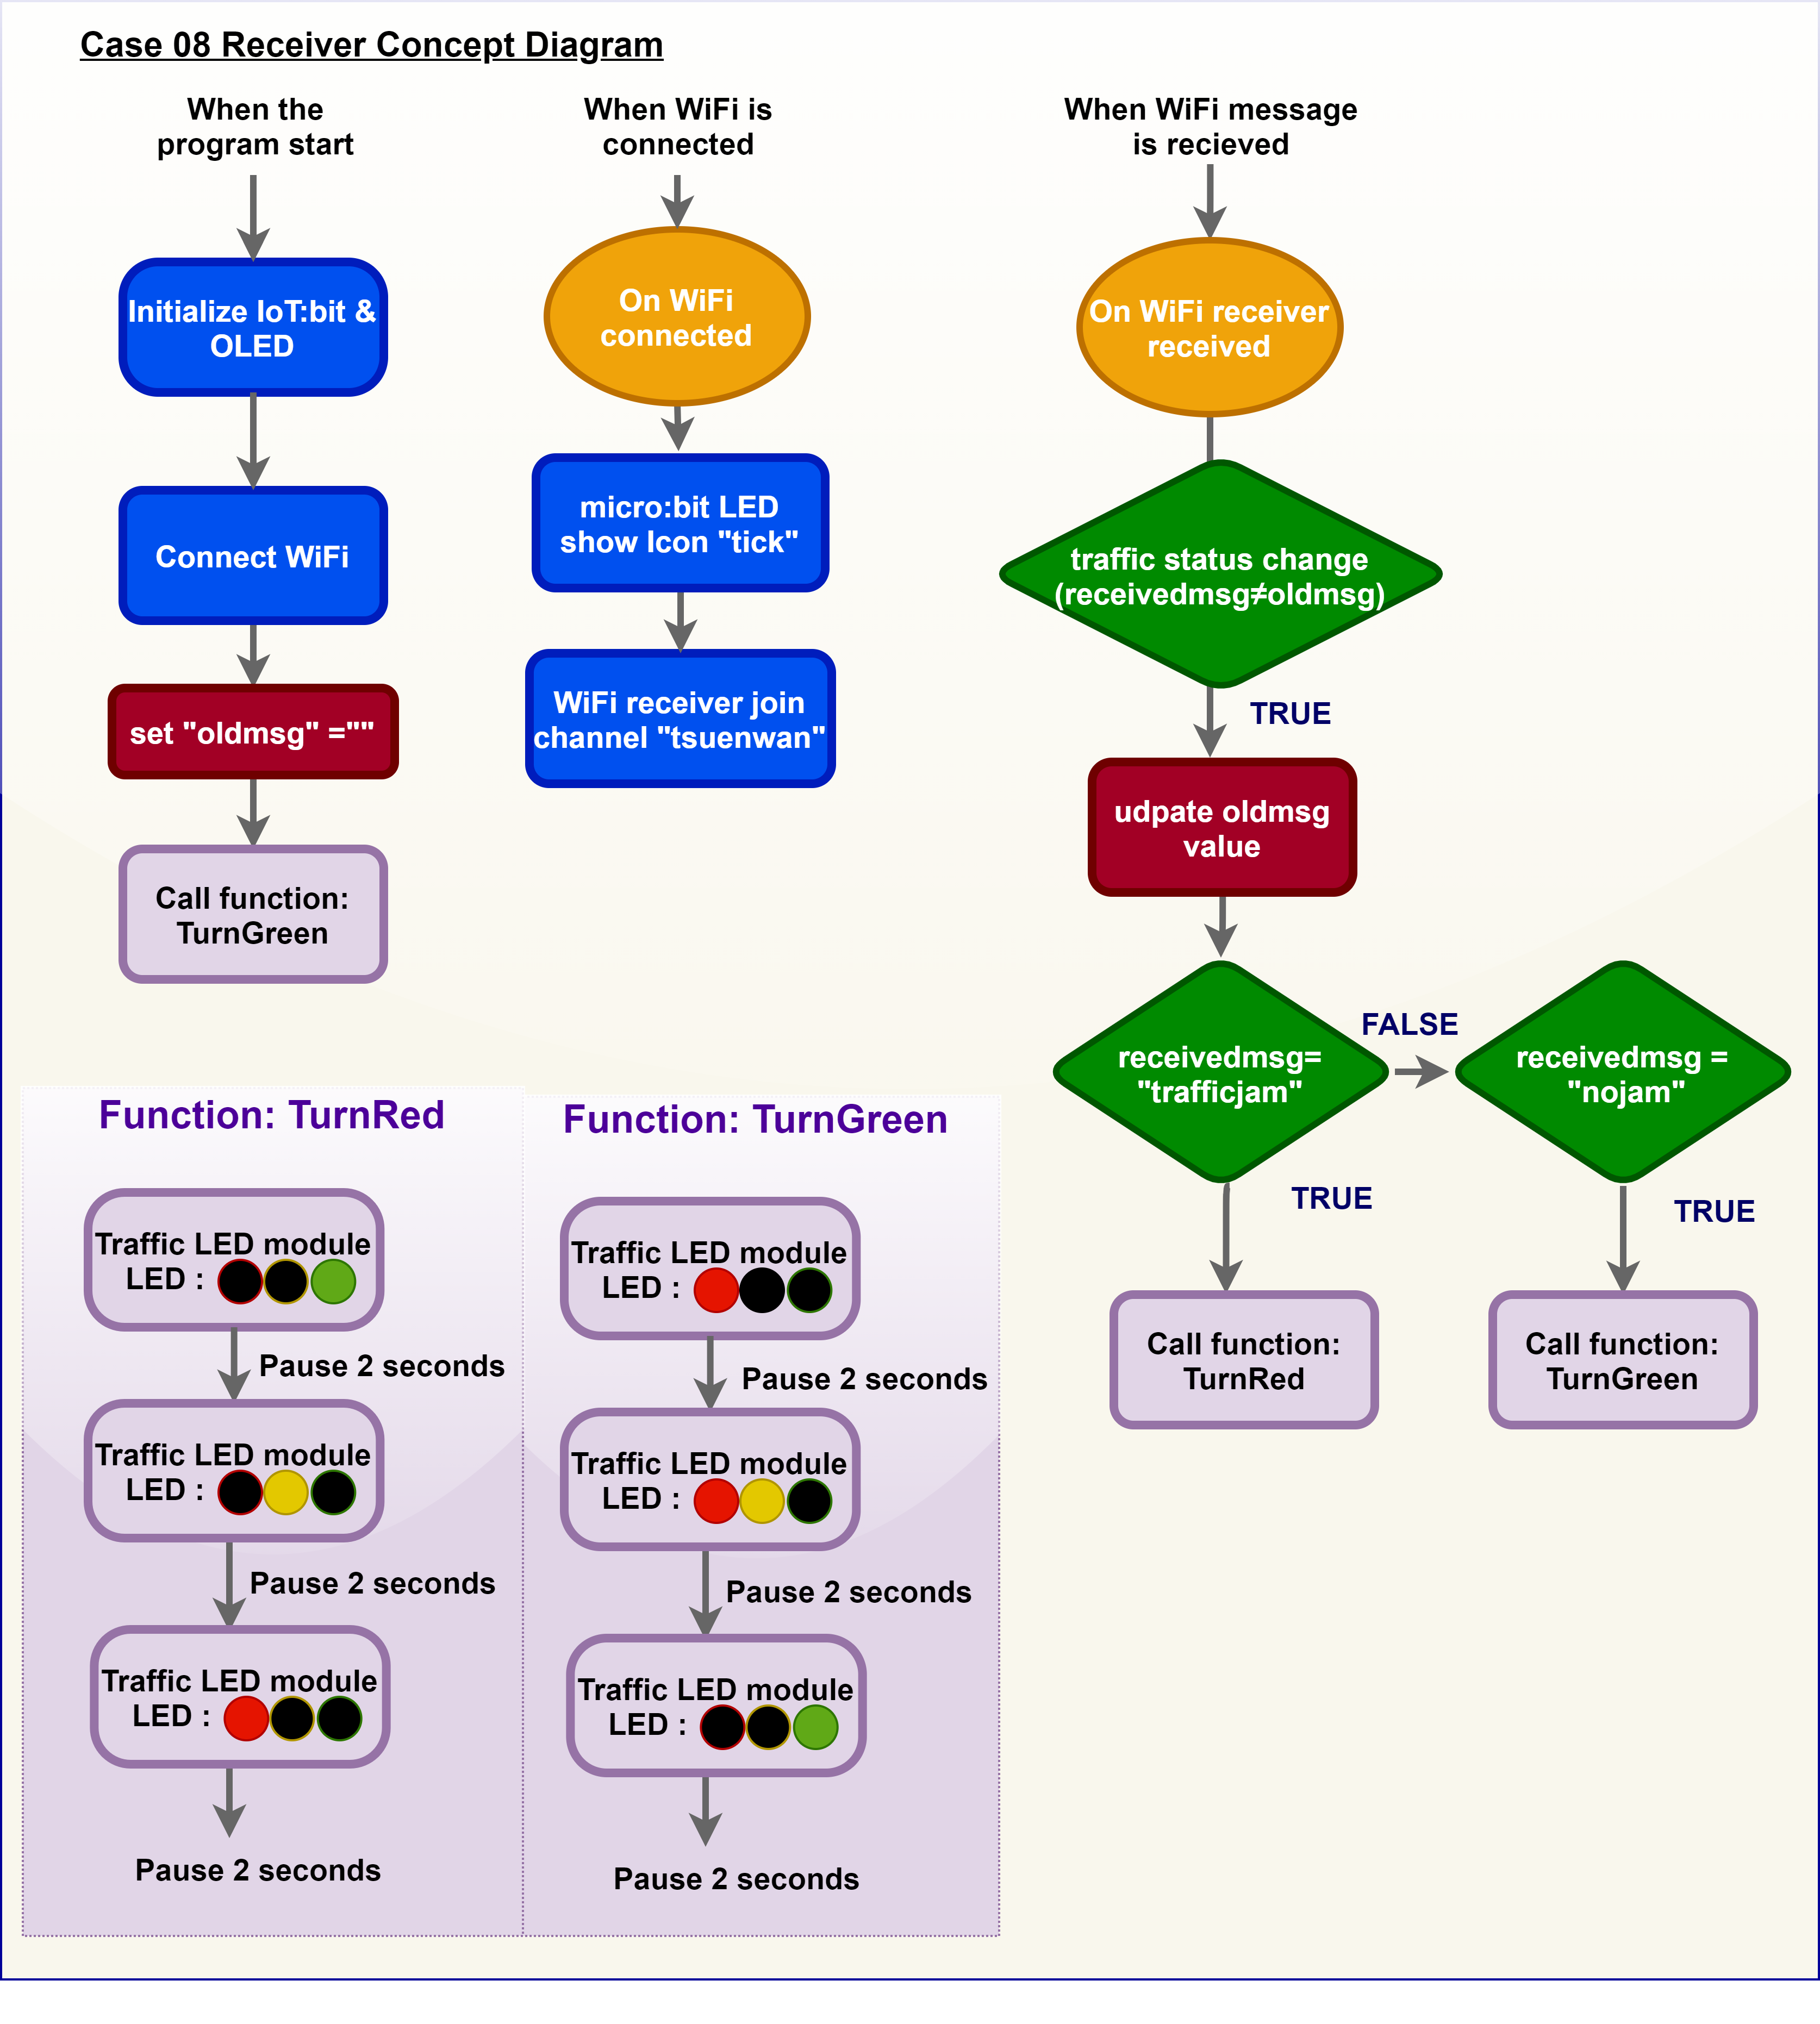 Case 08 Receiver Concept Diagram
When the
program start
Initialize IoT:bit &
OLED
Connect WiFi
set "oldmsg" =""
Call function:
TurnGreen
When WiFi is
connected
On WiFi
connected
micro:bit LED
show Icon "tick"
WiFi receiver join
channel "tsuenwan"
When WiFi message
is recieved
On WiFi receiver
received
traffic status change
(receivedmsg≠oldmsg)
TRUE
udpate oldmsg
value
receivedmsg=
"trafficjam"
FALSE
receivedmsg =
"nojam"
TRUE
TRUE
Call function:
TurnRed
Call function:
TurnGreen
Function: TurnRed
Traffic LED module
LED :
Pause 2 seconds
Traffic LED module
LED :
Pause 2 seconds
Traffic LED module
LED :
Pause 2 seconds
Function: TurnGreen
Traffic LED module
LED :
Pause 2 seconds
Traffic LED module
LED :
Pause 2 seconds
Traffic LED module
LED :
Pause 2 seconds